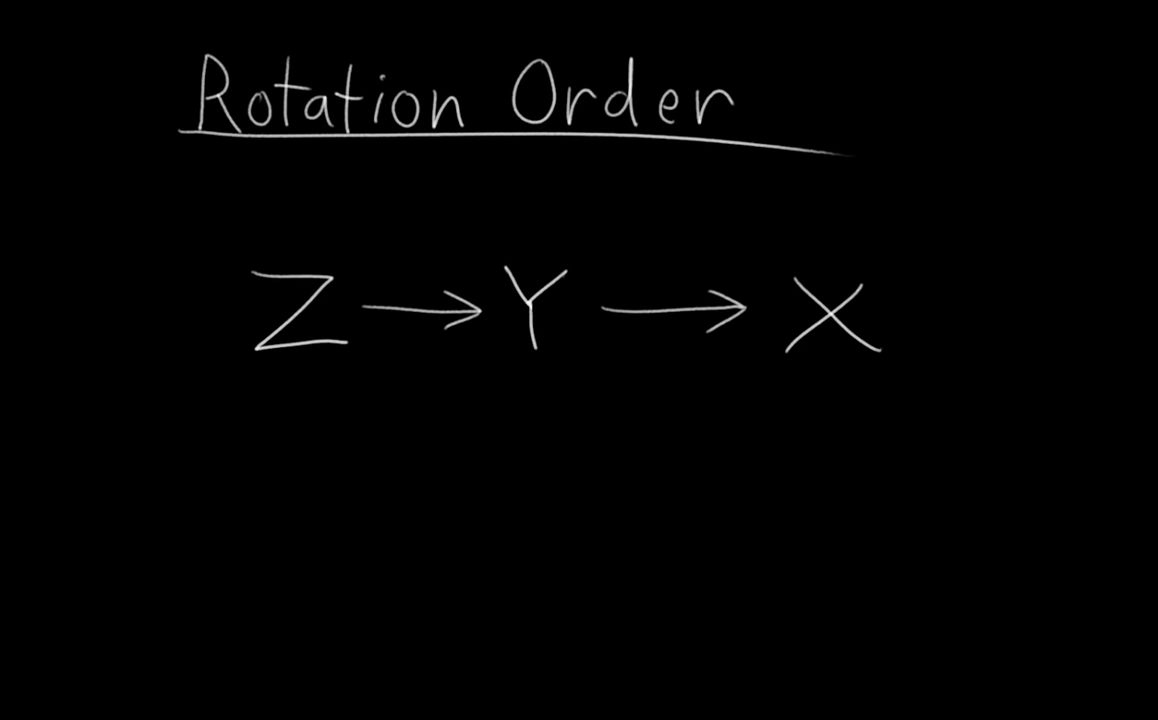 Rotation Order
Z → Y → X